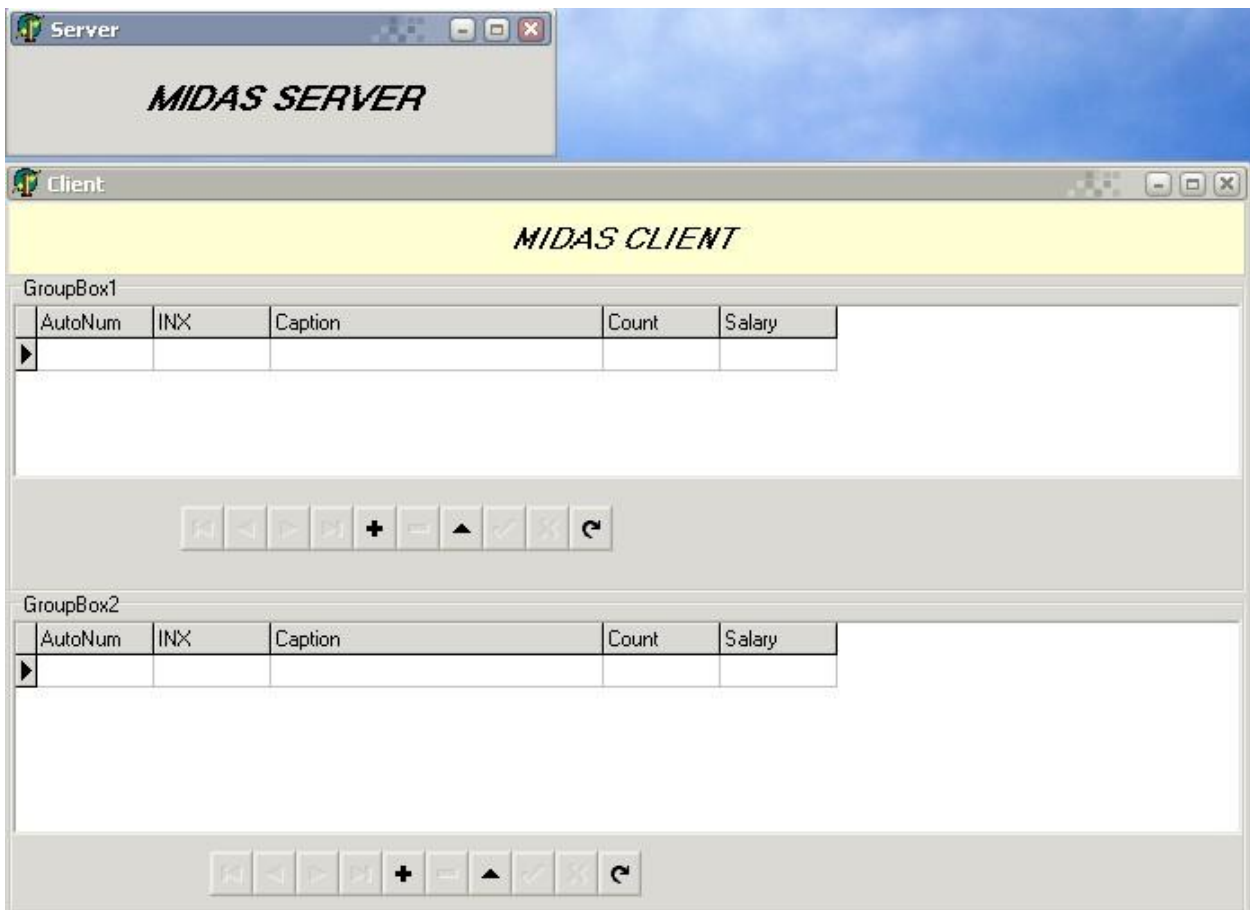 Server
MIDAS SERVER
Client
MIDAS CLIENT
GroupBox1
AutoNum INX Caption Count Salary
GroupBox2
AutoNum INX Caption Count Salary